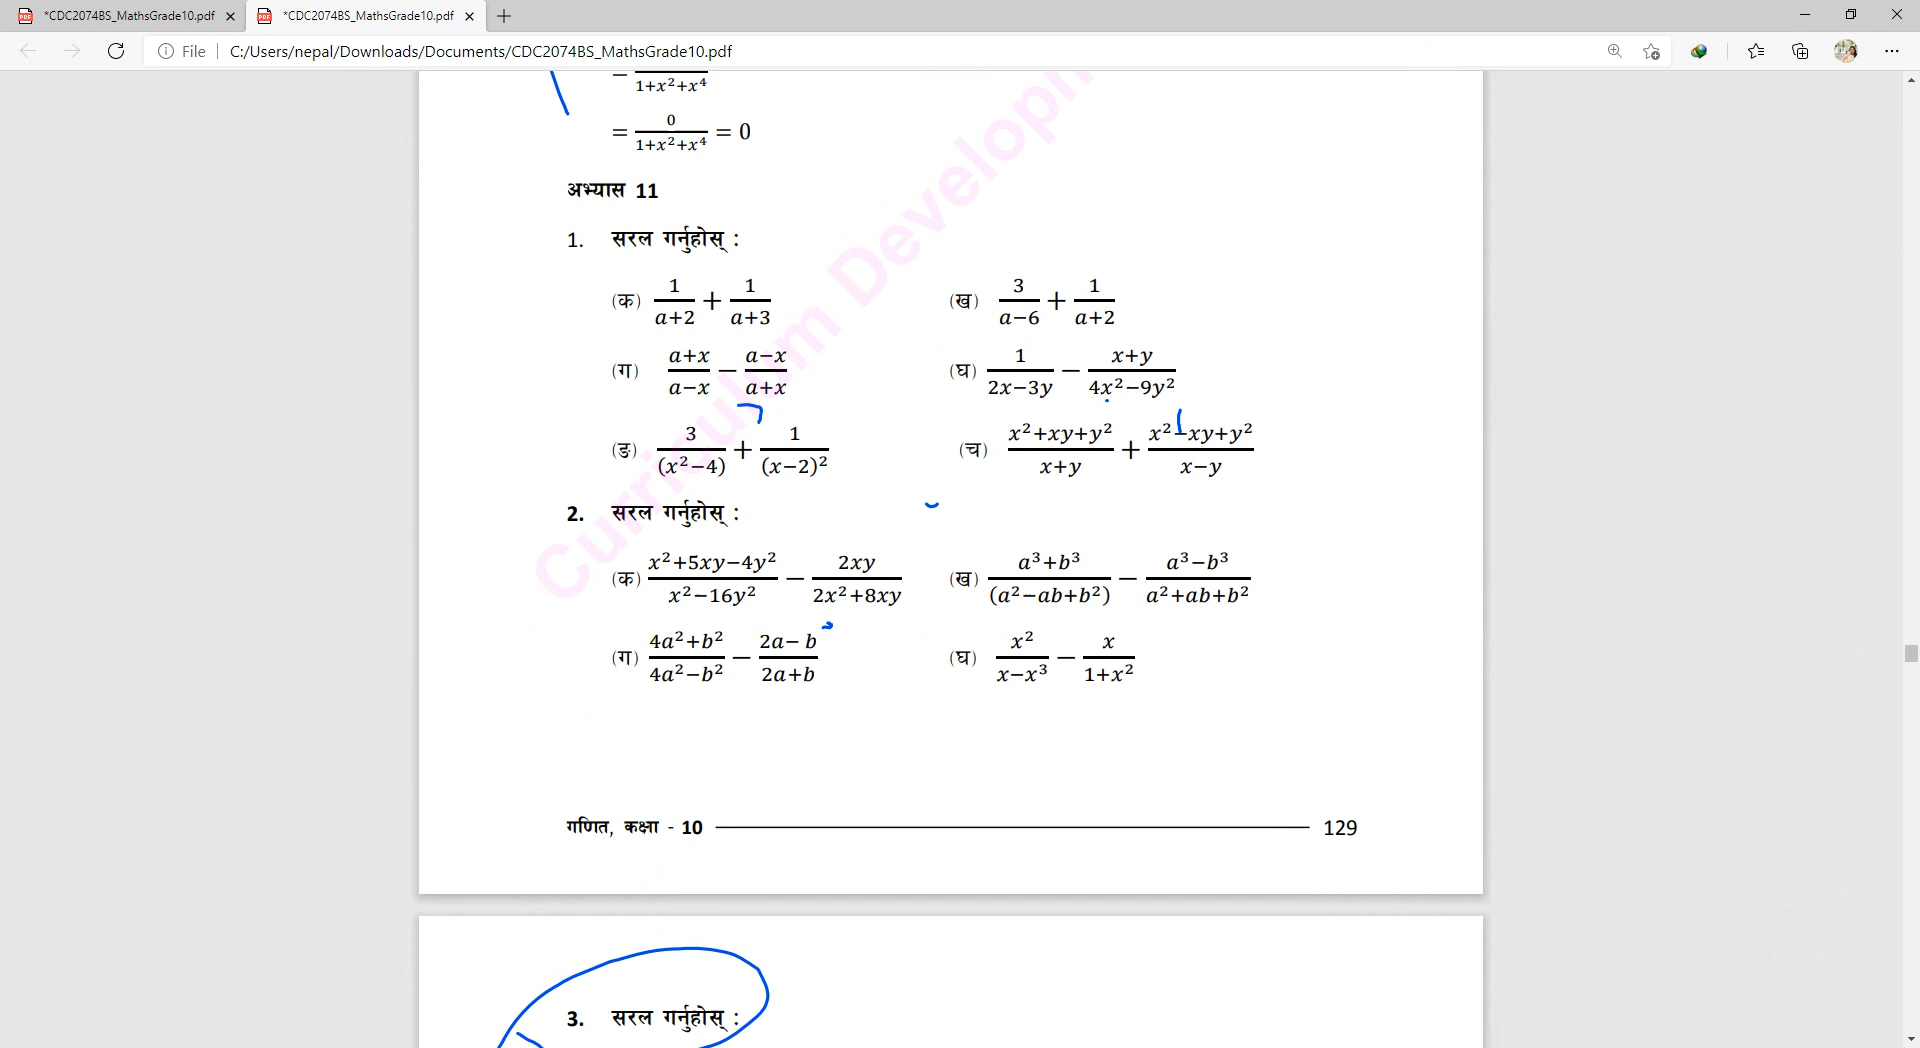 *CDC2074BS_MathsGrade10.pdf
*CDC2074BS_MathsGrade10.pdf
File
C:/Users/nepal/Downloads/Documents/CDC2074BS_MathsGrade10.pdf
1+x²+x⁴
= 0/(1+x²+x⁴) = 0
अभ्यास 11
1. सरल गर्नुहोस् :
(क) 1/(a+2) + 1/(a+3) (ख) 3/(a−6) + 1/(a+2)
(ग) (a+x)/(a−x) − (a−x)/(a+x) (घ) 1/(2x−3y) − (x+y)/(4x²−9y²)
(ङ) 3/(x²−4) + 1/(x−2)² (च) (x²+xy+y²)/(x+y) + (x²−xy+y²)/(x−y)
2. सरल गर्नुहोस् :
(क) (x²+5xy−4y²)/(x²−16y²) − 2xy/(2x²+8xy) (ख) (a³+b³)/(a²−ab+b²) − (a³−b³)/(a²+ab+b²)
(ग) (4a²+b²)/(4a²−b²) − (2a−b)/(2a+b) (घ) x²/(x−x³) − x/(1+x²)
Curriculum Developm
गणित, कक्षा - 10 129
3. सरल गर्नुहोस् :